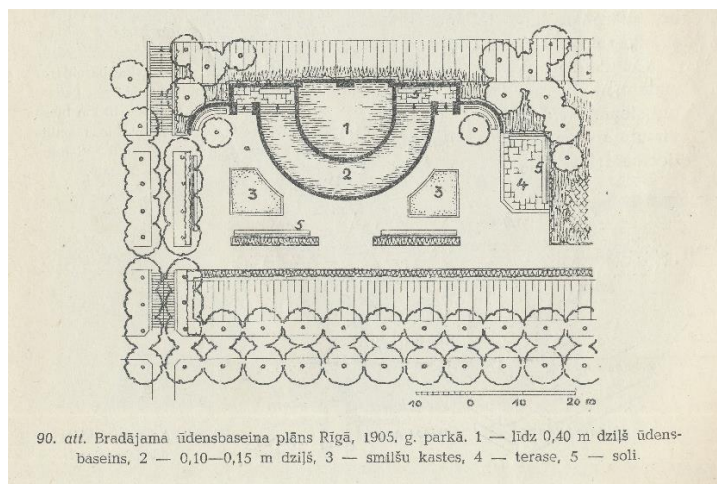 5
1
2
3
3
4
5
5
10 0 10 20 m
90. att. Bradājama ūdensbaseina plāns Rīgā, 1905. g. parkā. 1 — līdz 0,40 m dziļš ūdens-
baseins, 2 — 0,10—0,15 m dziļš, 3 — smilšu kastes, 4 — terase, 5 — soli.